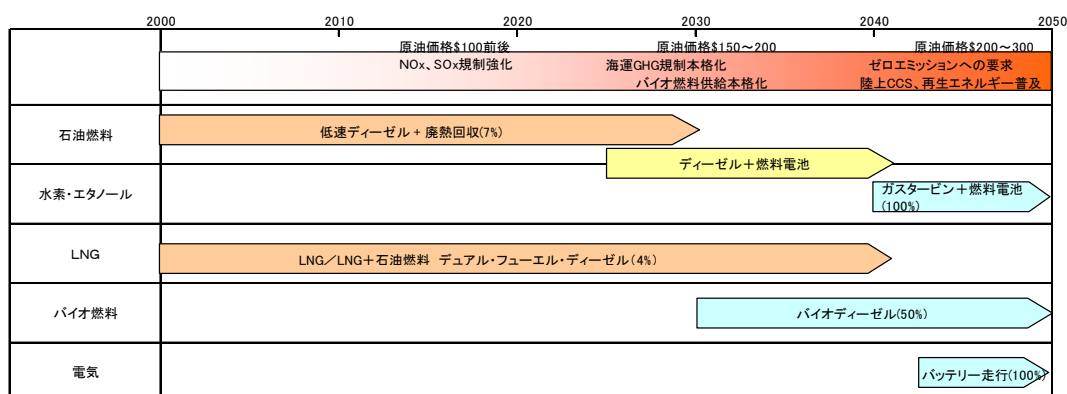 2000 2010 2020 2030 2040 2050
原油価格$100前後 原油価格$150～200 原油価格$200～300
NOx、SOx規制強化 海運GHG規制本格化 ゼロエミッションへの要求
バイオ燃料供給本格化 陸上CCS、再生エネルギー普及
石油燃料 低速ディーゼル + 廃熱回収(7%)
ディーゼル＋燃料電池
水素・エタノール ガスタービン＋燃料電池
(100%)
LNG LNG／LNG＋石油燃料 デュアル・フューエル・ディーゼル(4%)
バイオ燃料 バイオディーゼル(50%)
電気 バッテリー走行(100%)